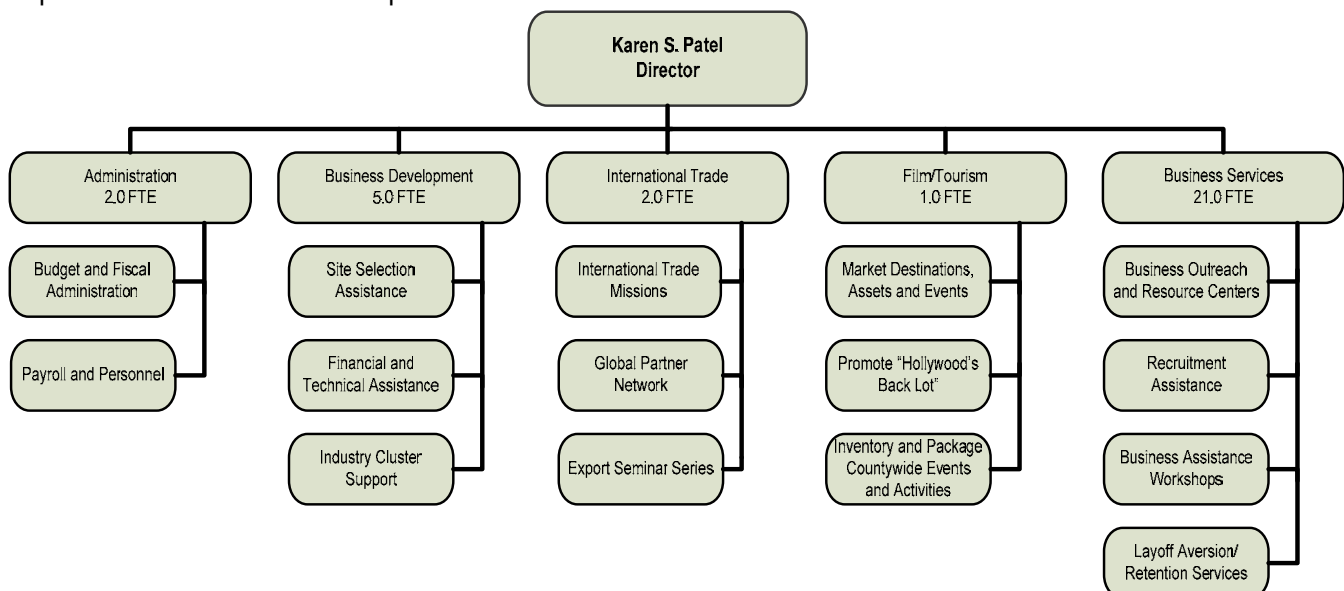 Karen S. Patel
Director
Administration
2.0 FTE
Business Development
5.0 FTE
International Trade
2.0 FTE
Film/Tourism
1.0 FTE
Business Services
21.0 FTE
Budget and Fiscal
Administration
Payroll and Personnel
Site Selection
Assistance
Financial and
Technical Assistance
Industry Cluster
Support
International Trade
Missions
Global Partner
Network
Export Seminar Series
Market Destinations,
Assets and Events
Promote “Hollywood’s
Back Lot”
Inventory and Package
Countywide Events
and Activities
Business Outreach
and Resource Centers
Recruitment
Assistance
Business Assistance
Workshops
Layoff Aversion/
Retention Services